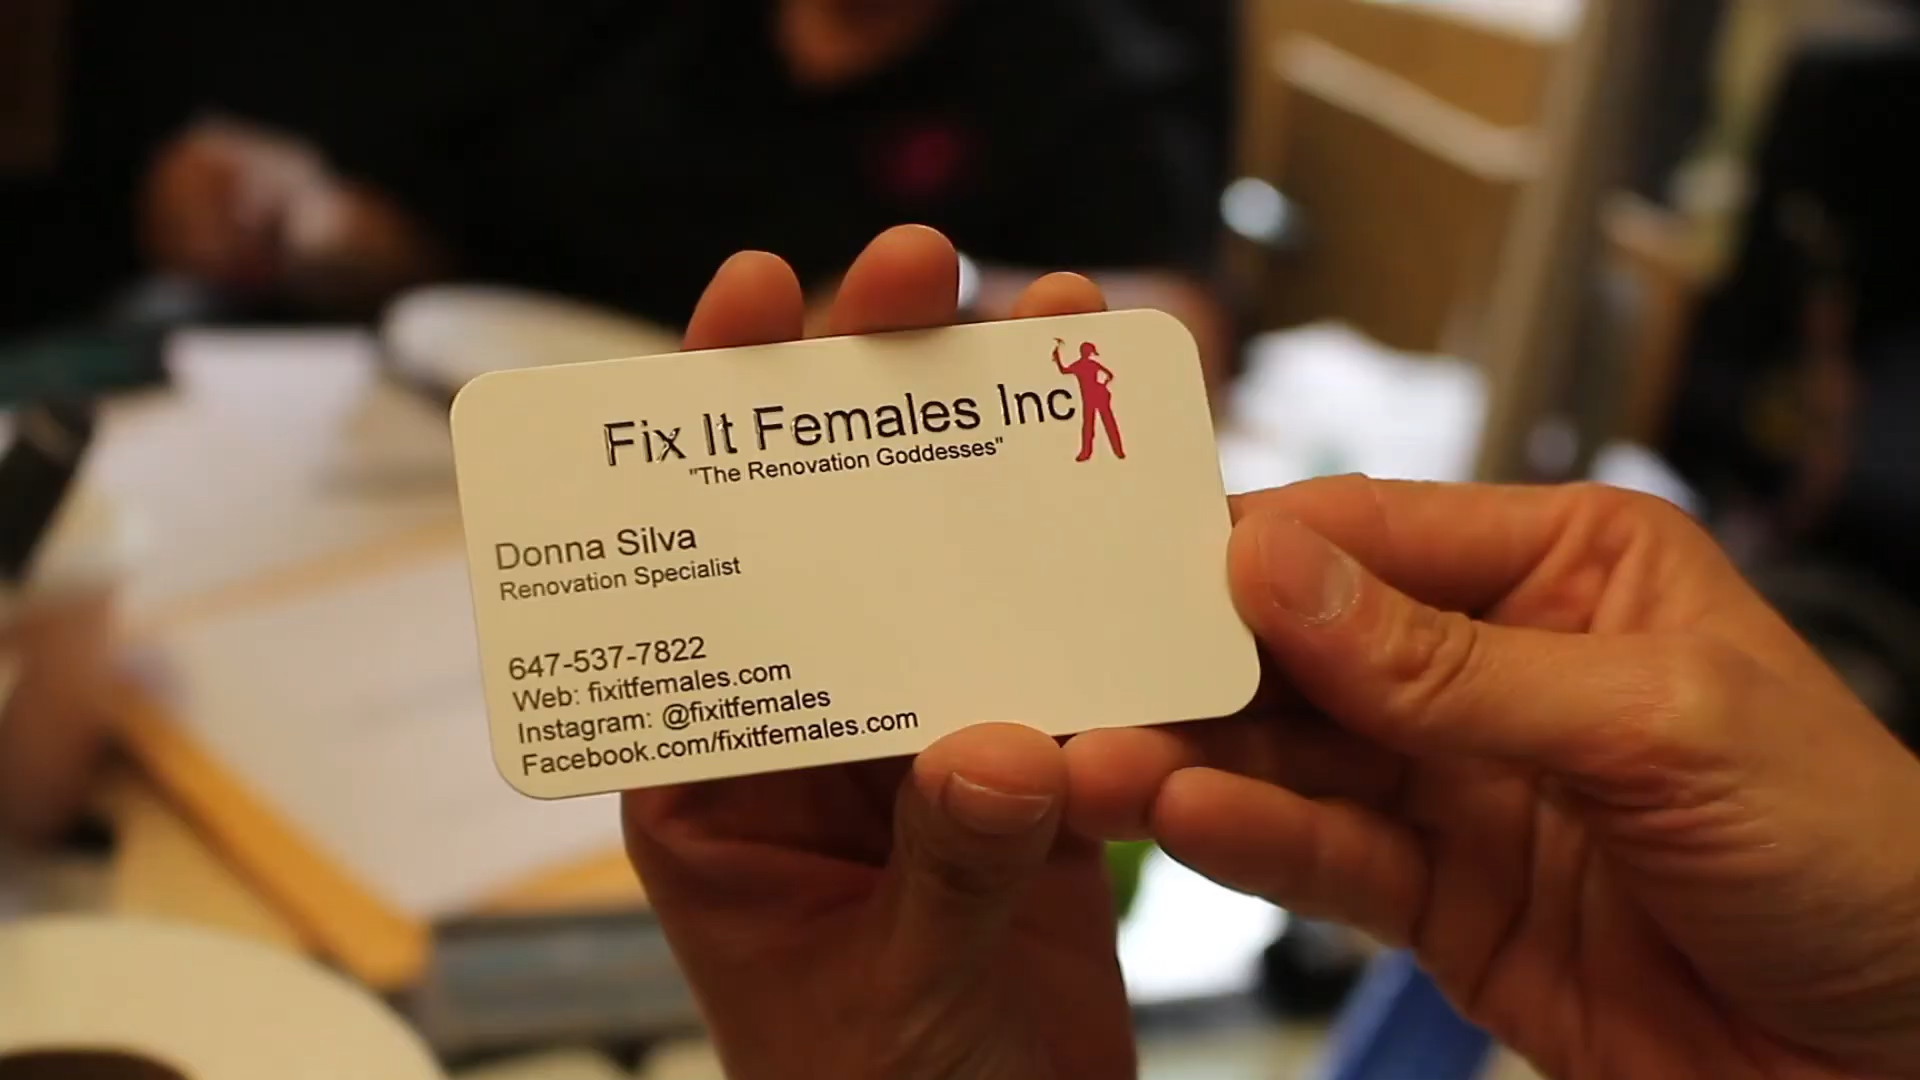 Fix It Females Inc
"The Renovation Goddesses"
Donna Silva
Renovation Specialist
647-537-7822
Web: fixitfemales.com
Instagram: @fixitfemales
Facebook.com/fixitfemales.com